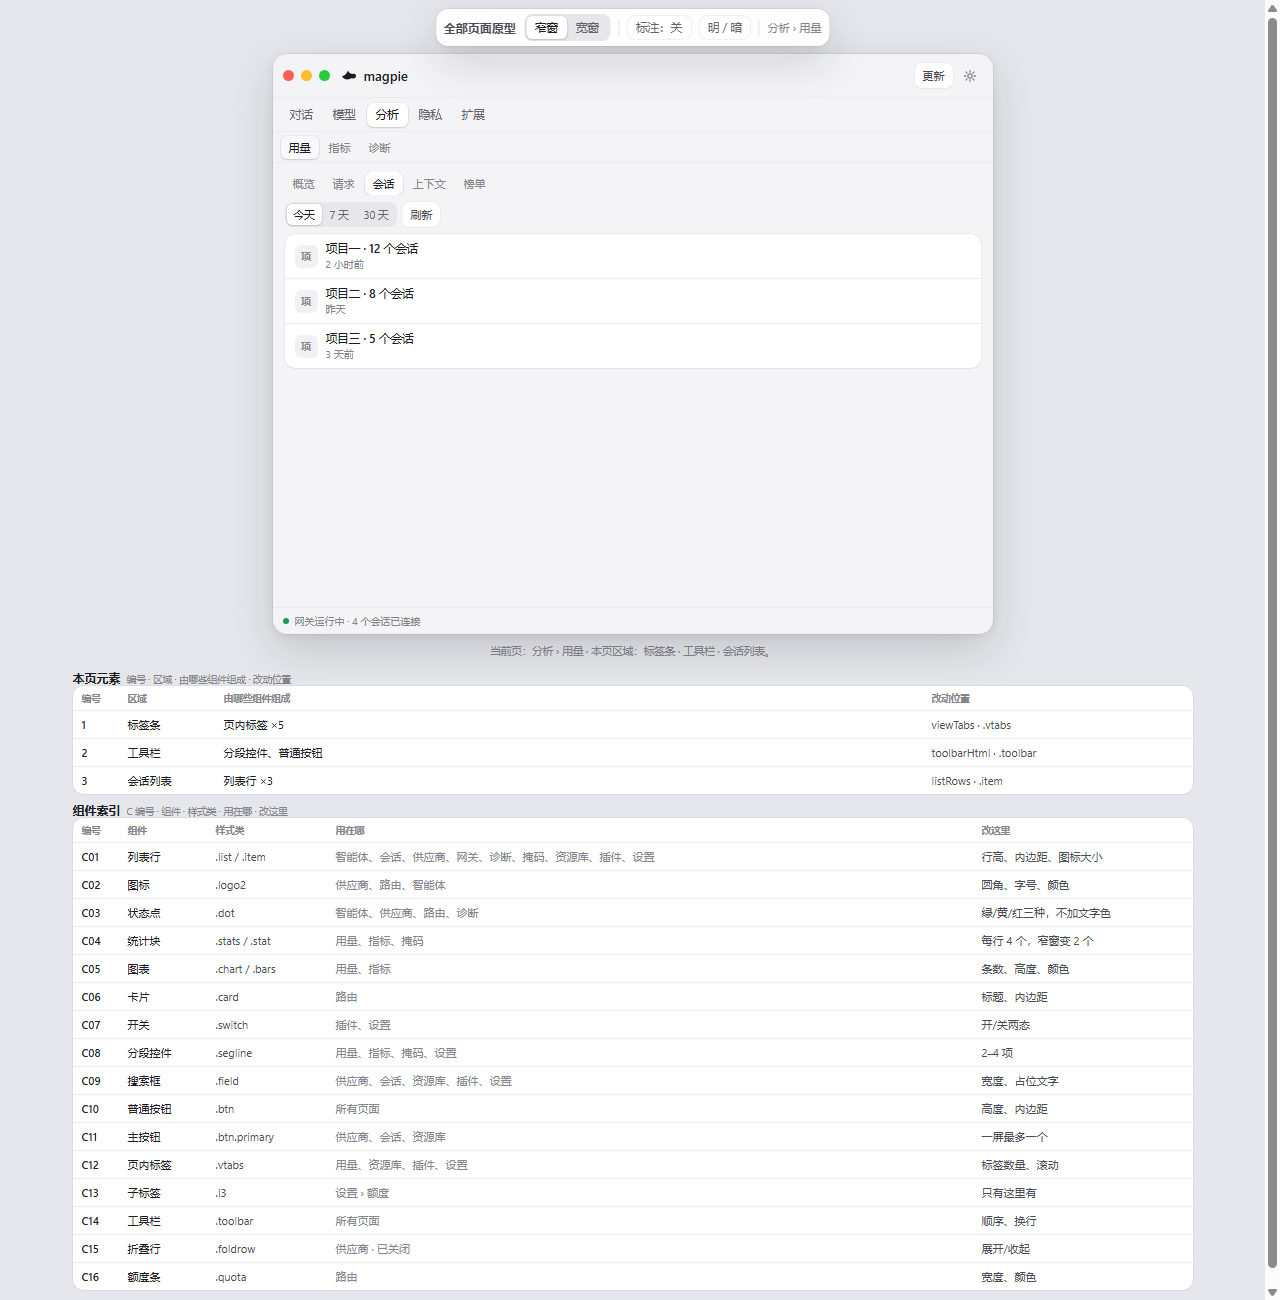 全部页面原型 窄窗 宽窗 标注：关 明 / 暗 分析 › 用量
magpie 更新
对话 模型 分析 隐私 扩展
用量 指标 诊断
概览 请求 会话 上下文 榜单
今天 7 天 30 天 刷新
项 项目一 · 12 个会话
2 小时前
项 项目二 · 8 个会话
昨天
项 项目三 · 5 个会话
3 天前
网关运行中 · 4 个会话已连接
当前页：分析 › 用量 · 本页区域：标签条 · 工具栏 · 会话列表。
本页元素 编号 · 区域 · 由哪些组件组成 · 改动位置
编号 区域 由哪些组件组成 改动位置
1 标签条 页内标签 ×5 viewTabs · .vtabs
2 工具栏 分段控件、普通按钮 toolbarHtml · .toolbar
3 会话列表 列表行 ×3 listRows · .item
组件索引 C 编号 · 组件 · 样式类 · 用在哪 · 改这里
编号 组件 样式类 用在哪 改这里
C01 列表行 .list / .item 智能体、会话、供应商、网关、诊断、掩码、资源库、插件、设置 行高、内边距、图标大小
C02 图标 .logo2 供应商、路由、智能体 圆角、字号、颜色
C03 状态点 .dot 智能体、供应商、路由、诊断 绿/黄/红三种，不加文字色
C04 统计块 .stats / .stat 用量、指标、掩码 每行 4 个，窄窗变 2 个
C05 图表 .chart / .bars 用量、指标 条数、高度、颜色
C06 卡片 .card 路由 标题、内边距
C07 开关 .switch 插件、设置 开/关两态
C08 分段控件 .segline 用量、指标、掩码、设置 2–4 项
C09 搜索框 .field 供应商、会话、资源库、插件、设置 宽度、占位文字
C10 普通按钮 .btn 所有页面 高度、内边距
C11 主按钮 .btn.primary 供应商、会话、资源库 一屏最多一个
C12 页内标签 .vtabs 用量、资源库、插件、设置 标签数量、滚动
C13 子标签 .l3 设置 › 额度 只有这里有
C14 工具栏 .toolbar 所有页面 顺序、换行
C15 折叠行 .foldrow 供应商 · 已关闭 展开/收起
C16 额度条 .quota 路由 宽度、颜色